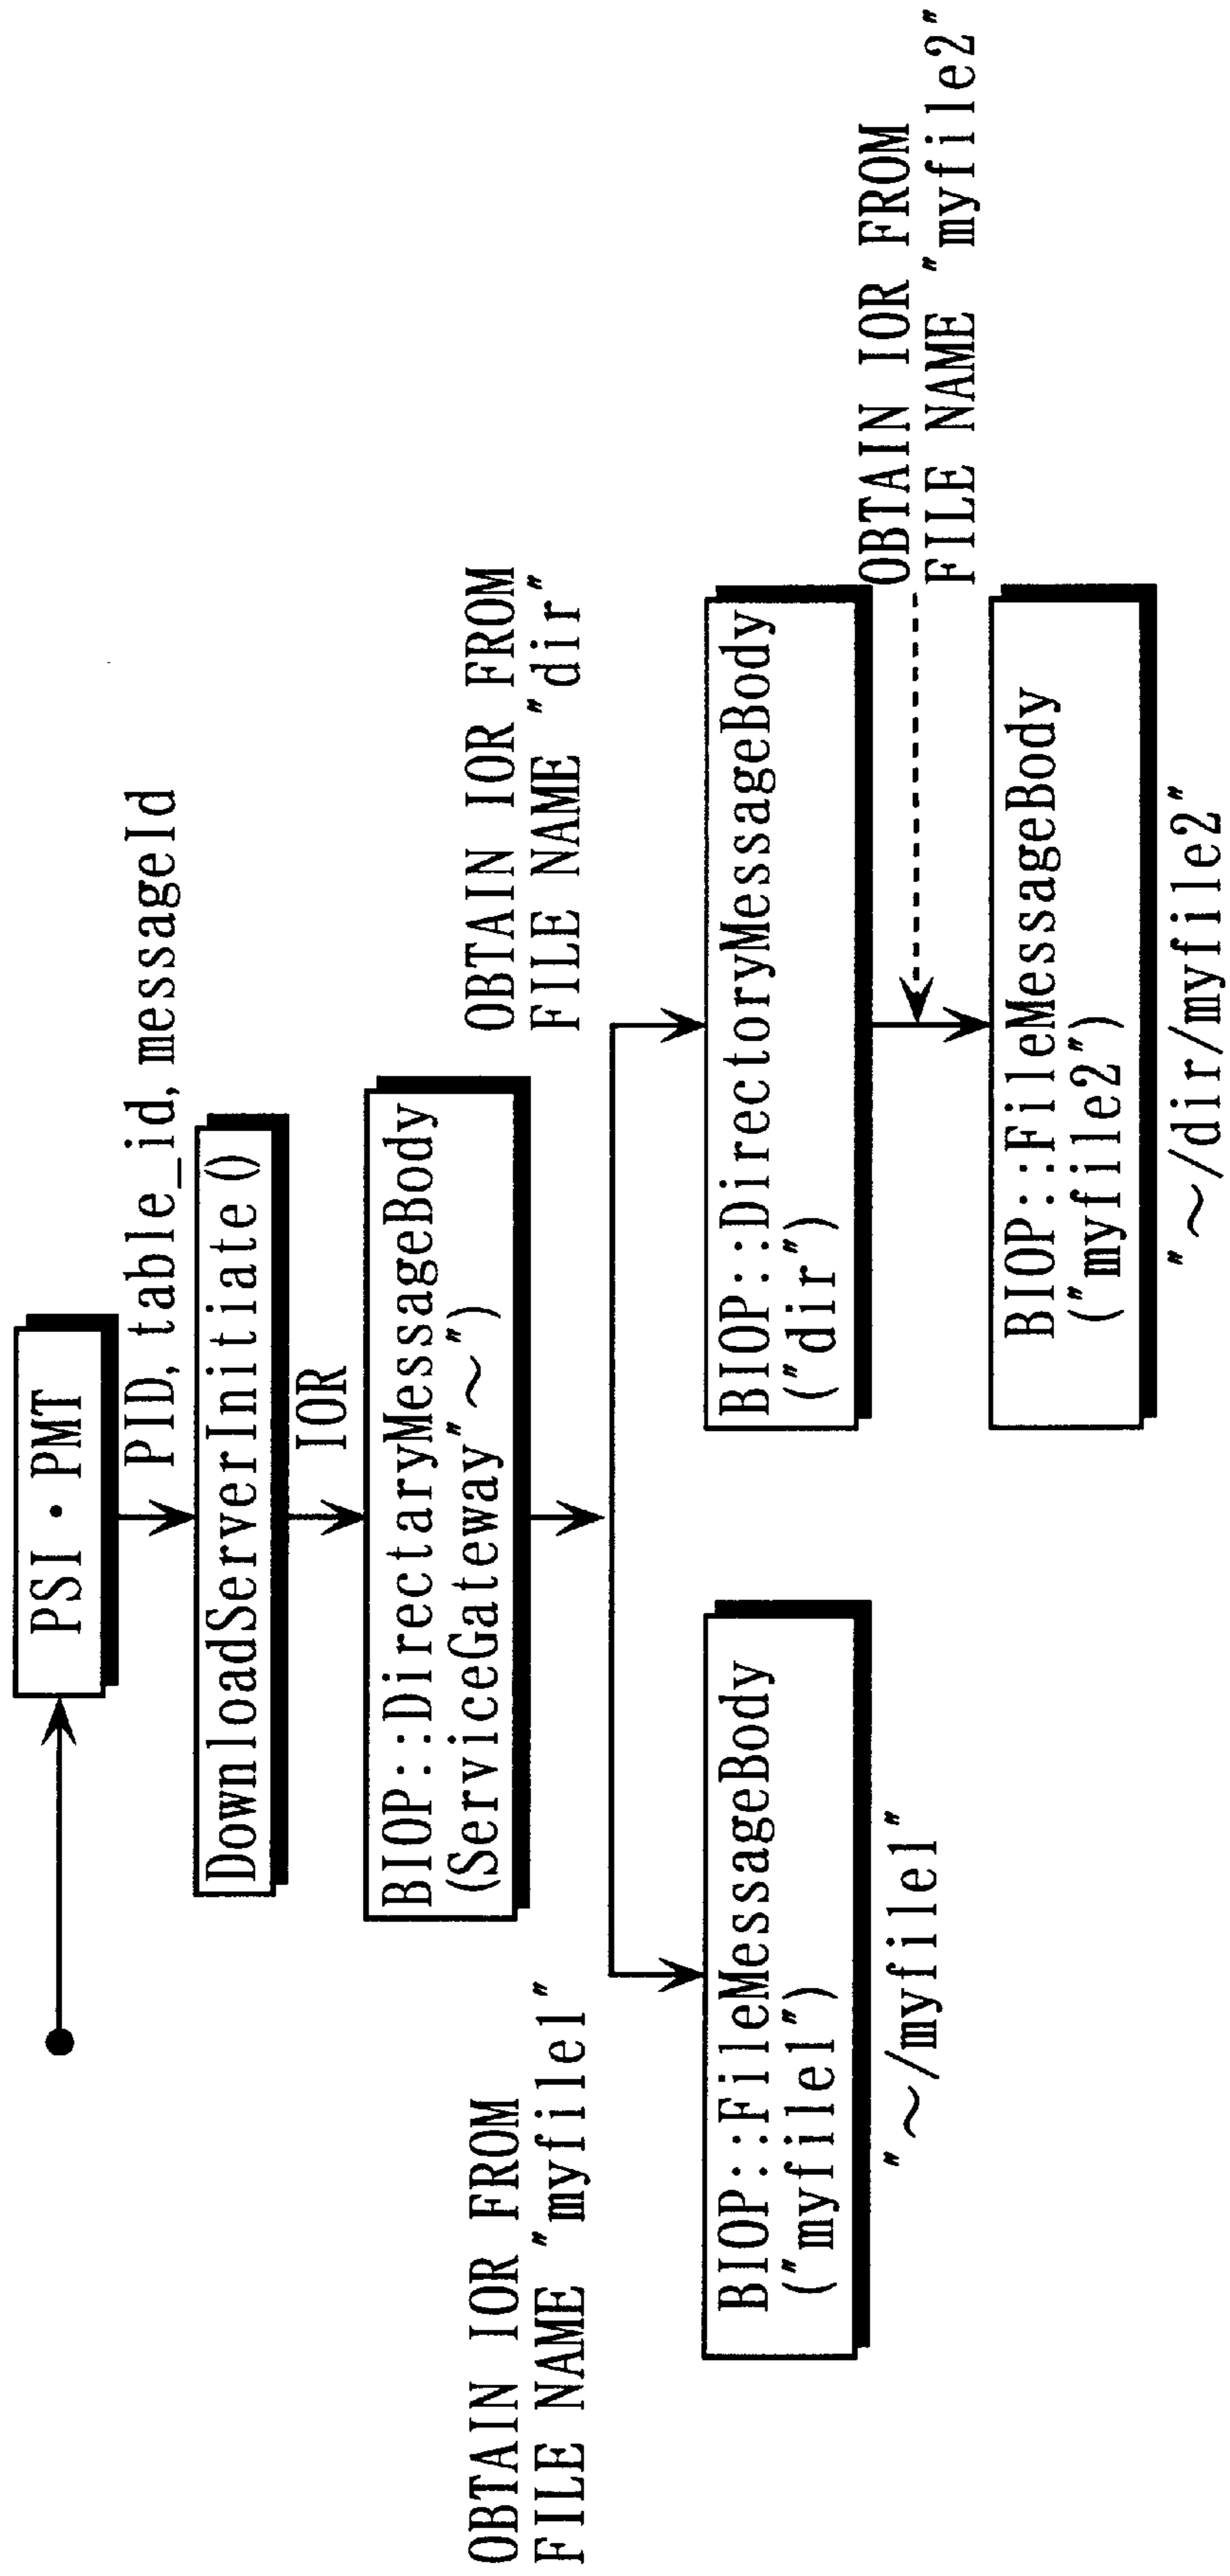 PSI・PMT
PID, table_id, messageId
DownloadServerInitiate()
IOR
BIOP::DirectaryMessageBody
(ServiceGateway"~")
OBTAIN IOR FROM
FILE NAME "myfile1"
OBTAIN IOR FROM
FILE NAME "dir"
BIOP::FileMessageBody
("myfile1")
"~/myfile1"
BIOP::DirectoryMessageBody
("dir")
OBTAIN IOR FROM
FILE NAME "myfile2"
BIOP::FileMessageBody
("myfile2")
"~/dir/myfile2"